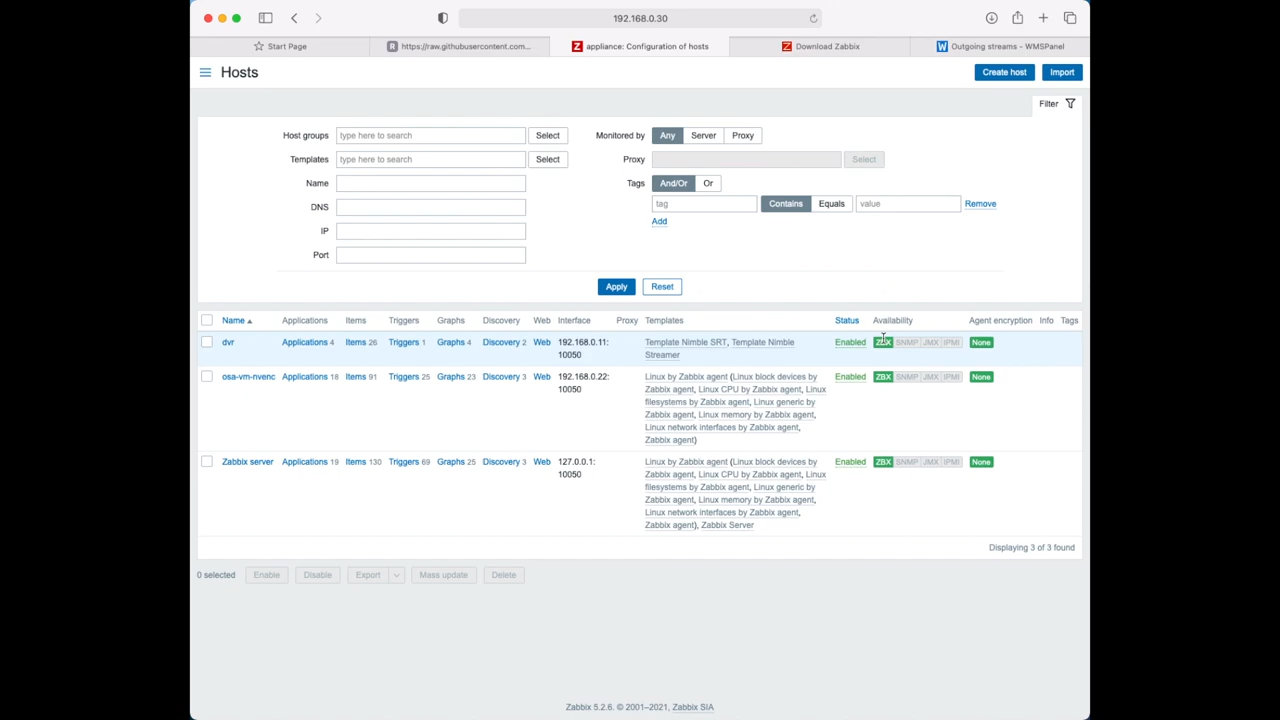 192.168.0.30
Start Page
R https://raw.githubusercontent.com...
Z appliance: Configuration of hosts
Z Download Zabbix
W Outgoing streams - WMSPanel
Hosts
Create host
Import
Filter
Host groups type here to search Select
Monitored by Any Server Proxy
Templates type here to search Select
Proxy Select
Name
Tags And/Or Or
DNS
tag Contains Equals value Remove
Add
IP
Port
Apply Reset
Name Applications Items Triggers Graphs Discovery Web Interface Proxy Templates Status Availability Agent encryption Info Tags
dvr Applications 4 Items 26 Triggers 1 Graphs 4 Discovery 2 Web 192.168.0.11: Template Nimble SRT, Template Nimble Enabled ZBX SNMP JMX IPMI None
10050 Streamer
osa-vm-nvenc Applications 18 Items 91 Triggers 25 Graphs 23 Discovery 3 Web 192.168.0.22: Linux by Zabbix agent (Linux block devices by Enabled ZBX SNMP JMX IPMI None
10050 Zabbix agent, Linux CPU by Zabbix agent, Linux
filesystems by Zabbix agent, Linux generic by
Zabbix agent, Linux memory by Zabbix agent,
Linux network interfaces by Zabbix agent,
Zabbix agent)
Zabbix server Applications 19 Items 130 Triggers 69 Graphs 25 Discovery 3 Web 127.0.0.1: Linux by Zabbix agent (Linux block devices by Enabled ZBX SNMP JMX IPMI None
10050 Zabbix agent, Linux CPU by Zabbix agent, Linux
filesystems by Zabbix agent, Linux generic by
Zabbix agent, Linux memory by Zabbix agent,
Linux network interfaces by Zabbix agent,
Zabbix agent), Zabbix Server
Displaying 3 of 3 found
0 selected Enable Disable Export Mass update Delete
Zabbix 5.2.6. © 2001–2021, Zabbix SIA